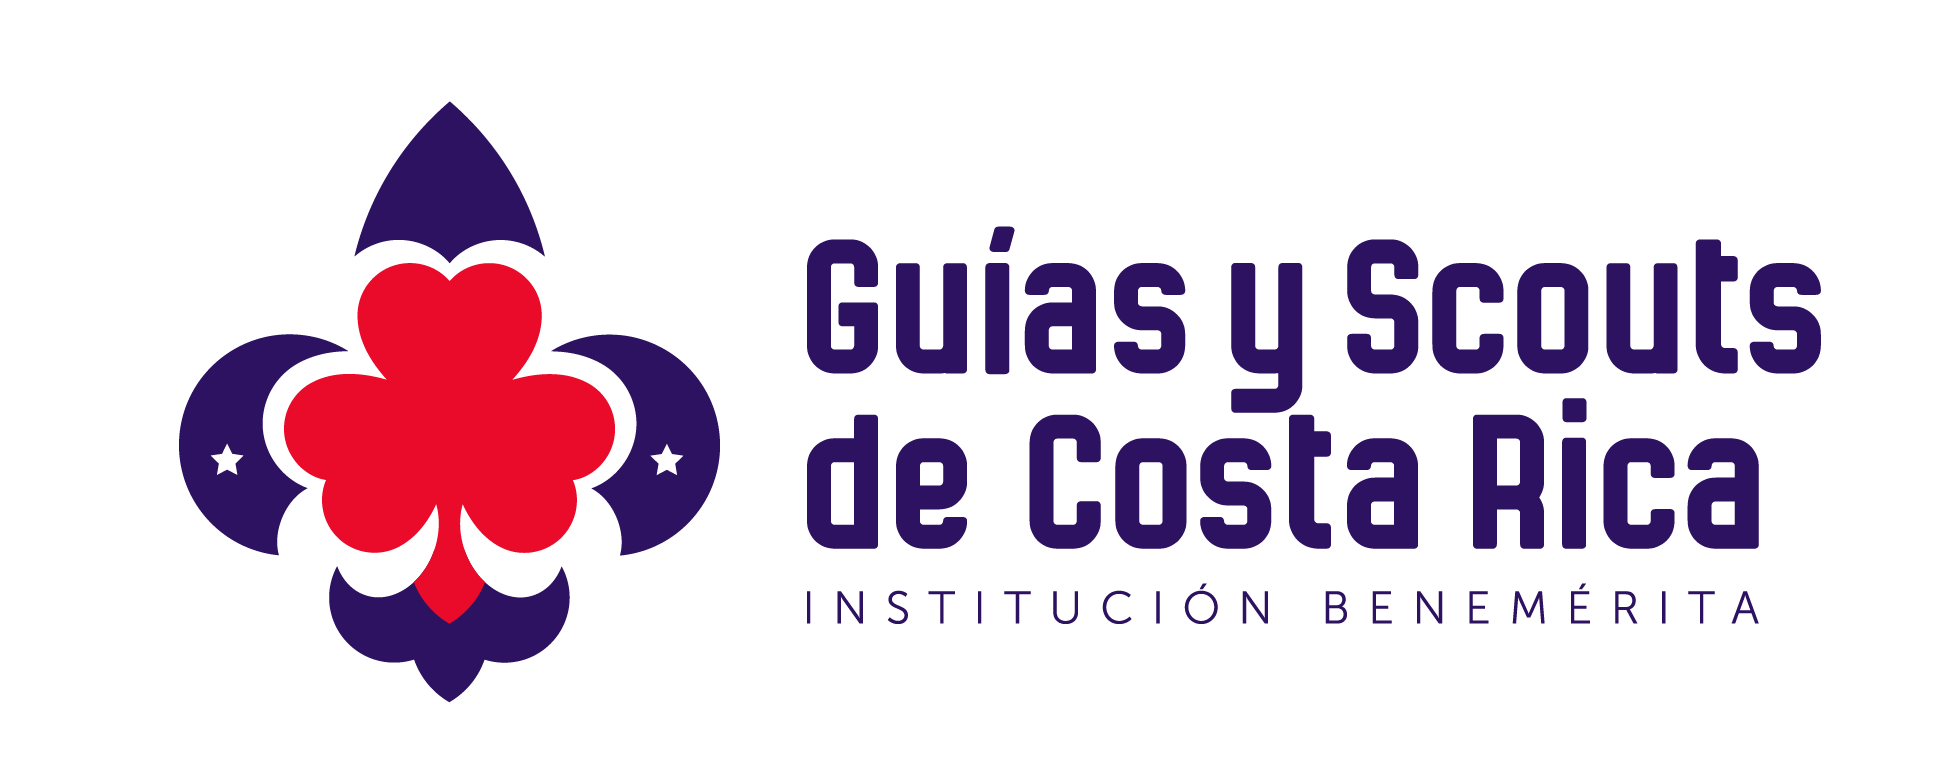 Guías y Scouts
de Costa Rica
INSTITUCIÓN BENEMÉRITA